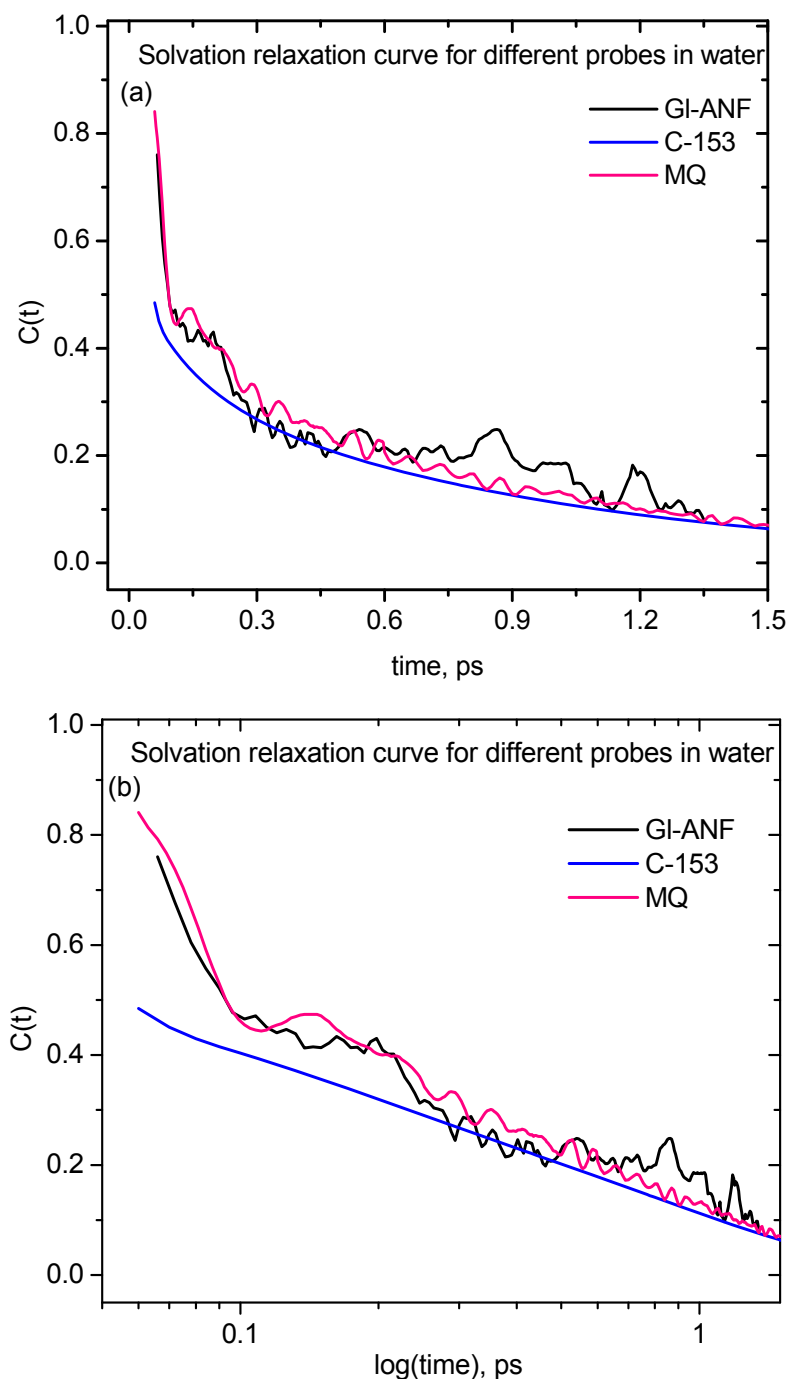 1.0
Solvation relaxation curve for different probes in water
(a)
Gl-ANF
C-153
MQ
0.8
0.6
0.4
0.2
0.0
C(t)
0.0 0.3 0.6 0.9 1.2 1.5
time, ps
1.0
Solvation relaxation curve for different probes in water
(b)
Gl-ANF
C-153
MQ
0.8
0.6
0.4
0.2
0.0
C(t)
0.1 1
log(time), ps